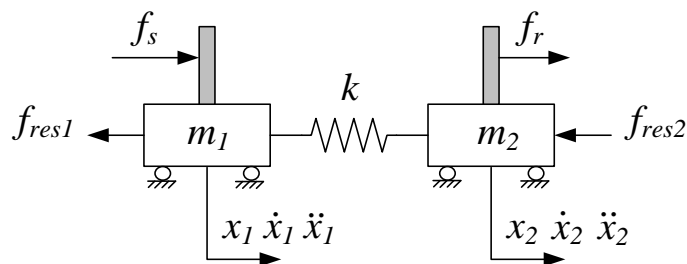 f_s f_r
k
f_res1 m_1 m_2 f_res2
x_1 ẋ_1 ẍ_1 x_2 ẋ_2 ẍ_2